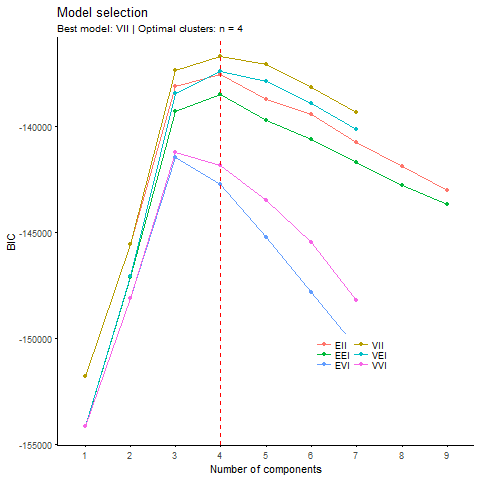 Model selection
Best model: VII | Optimal clusters: n = 4
BIC
-140000
-145000
-150000
-155000
EII VII
EEI VEI
EVI VVI
1 2 3 4 5 6 7 8 9
Number of components